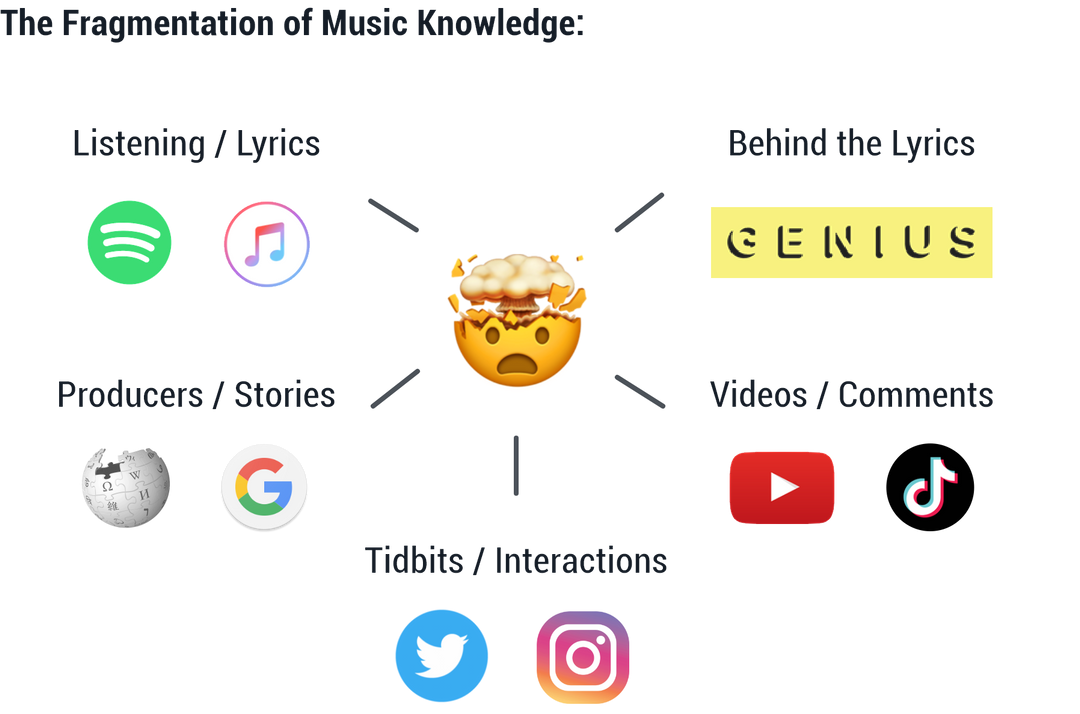 The Fragmentation of Music Knowledge:
Listening / Lyrics
Behind the Lyrics
GENIUS
Producers / Stories
Videos / Comments
Tidbits / Interactions